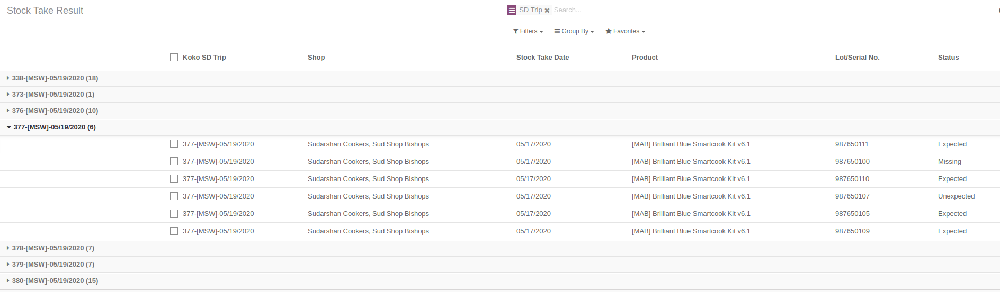 Stock Take Result
SD Trip Search...
Filters Group By Favorites
Koko SD Trip Shop Stock Take Date Product Lot/Serial No. Status
338-[MSW]-05/19/2020 (18)
373-[MSW]-05/19/2020 (1)
376-[MSW]-05/19/2020 (10)
377-[MSW]-05/19/2020 (6)
377-[MSW]-05/19/2020 Sudarshan Cookers, Sud Shop Bishops 05/17/2020 [MAB] Brilliant Blue Smartcook Kit v6.1 987650111 Expected
377-[MSW]-05/19/2020 Sudarshan Cookers, Sud Shop Bishops 05/17/2020 [MAB] Brilliant Blue Smartcook Kit v6.1 987650100 Missing
377-[MSW]-05/19/2020 Sudarshan Cookers, Sud Shop Bishops 05/17/2020 [MAB] Brilliant Blue Smartcook Kit v6.1 987650110 Expected
377-[MSW]-05/19/2020 Sudarshan Cookers, Sud Shop Bishops 05/17/2020 [MAB] Brilliant Blue Smartcook Kit v6.1 987650107 Unexpected
377-[MSW]-05/19/2020 Sudarshan Cookers, Sud Shop Bishops 05/17/2020 [MAB] Brilliant Blue Smartcook Kit v6.1 987650105 Expected
377-[MSW]-05/19/2020 Sudarshan Cookers, Sud Shop Bishops 05/17/2020 [MAB] Brilliant Blue Smartcook Kit v6.1 987650109 Expected
378-[MSW]-05/19/2020 (7)
379-[MSW]-05/19/2020 (7)
380-[MSW]-05/19/2020 (15)